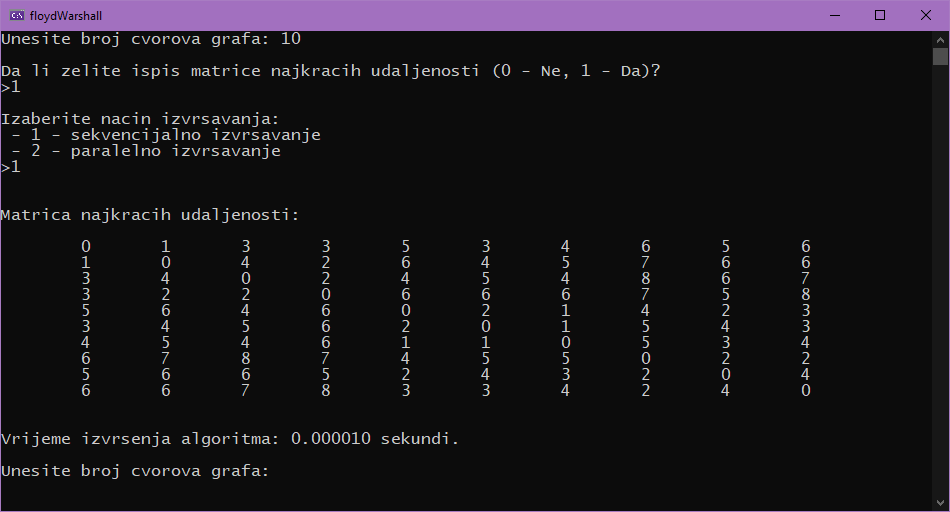 floydWarshall
Unesite broj cvorova grafa: 10
Da li zelite ispis matrice najkracih udaljenosti (0 - Ne, 1 - Da)?
>1
Izaberite nacin izvrsavanja:
- 1 - sekvencijalno izvrsavanje
- 2 - paralelno izvrsavanje
>1
Matrica najkracih udaljenosti:
0 1 3 3 5 3 4 6 5 6
1 0 4 2 6 4 5 7 6 6
3 4 0 2 4 5 4 8 6 7
3 2 2 0 6 6 6 7 5 8
5 6 4 6 0 2 1 4 2 3
3 4 5 6 2 0 1 5 4 3
4 5 4 6 1 1 0 5 3 4
6 7 8 7 4 5 5 0 2 2
5 6 6 5 2 4 3 2 0 4
6 6 7 8 3 3 4 2 4 0
Vrijeme izvrsenja algoritma: 0.000010 sekundi.
Unesite broj cvorova grafa: